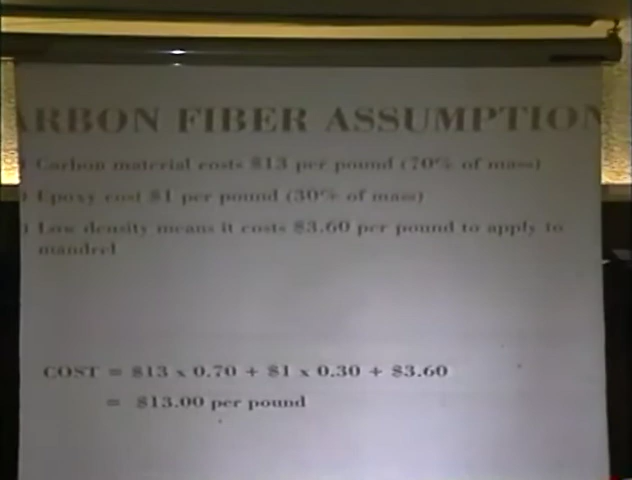 ARBON FIBER ASSUMPTION
Carbon material costs $13 per pound (70% of mass)
Epoxy cost $1 per pound (30% of mass)
Low density means it costs $3.60 per pound to apply to
mandrel
COST = $13 x 0.70 + $1 x 0.30 + $3.60
= $13.00 per pound